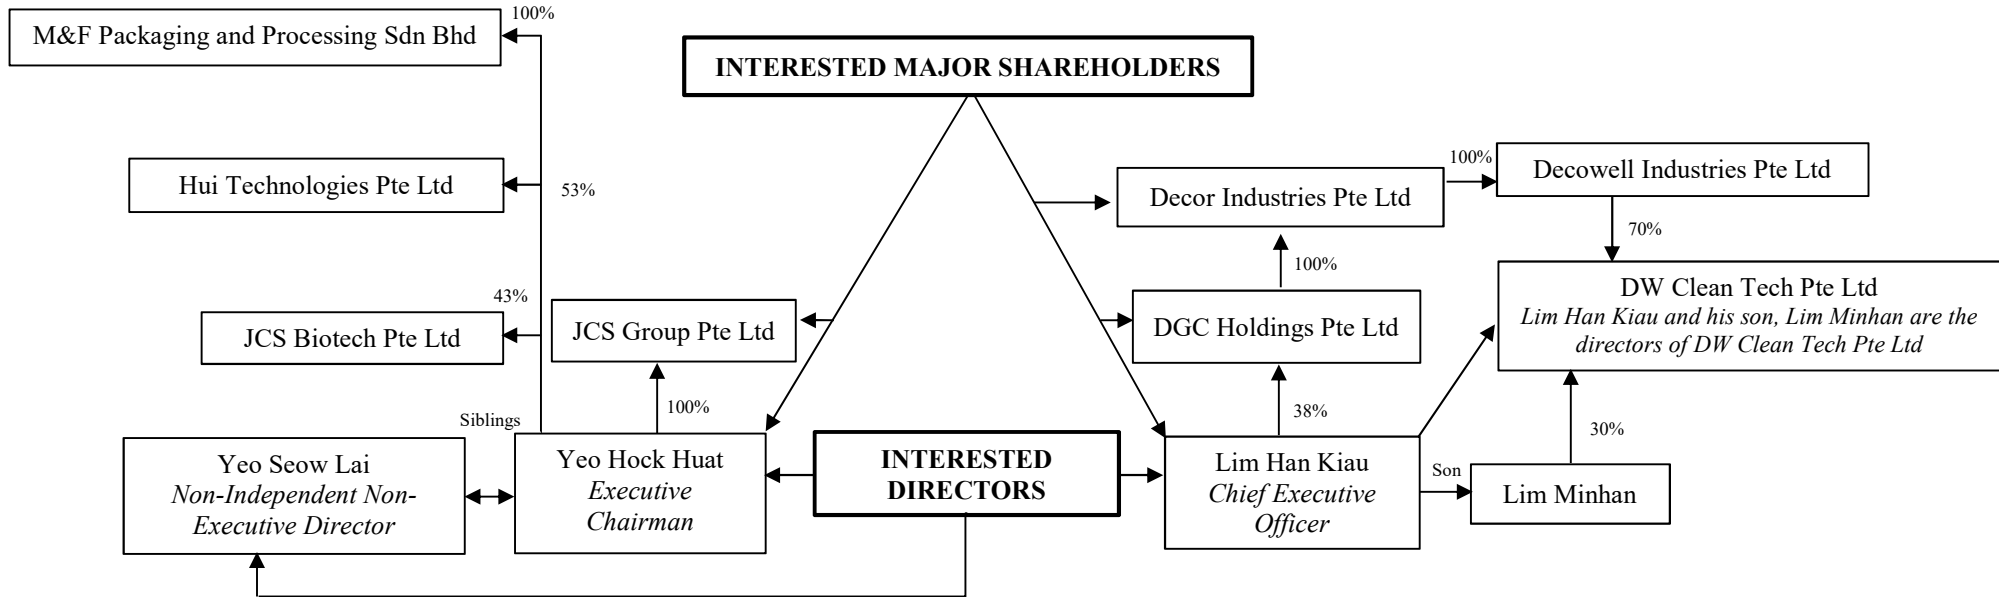 100%
M&F Packaging and Processing Sdn Bhd
INTERESTED MAJOR SHAREHOLDERS
Hui Technologies Pte Ltd
53%
Decor Industries Pte Ltd
100%
Decowell Industries Pte Ltd
70%
100%
43%
JCS Biotech Pte Ltd
JCS Group Pte Ltd
DGC Holdings Pte Ltd
DW Clean Tech Pte Ltd
Lim Han Kiau and his son, Lim Minhan are the
directors of DW Clean Tech Pte Ltd
100%
38%
30%
Siblings
Yeo Seow Lai
Non-Independent Non-
Executive Director
Yeo Hock Huat
Executive
Chairman
INTERESTED
DIRECTORS
Lim Han Kiau
Chief Executive
Officer
Son
Lim Minhan